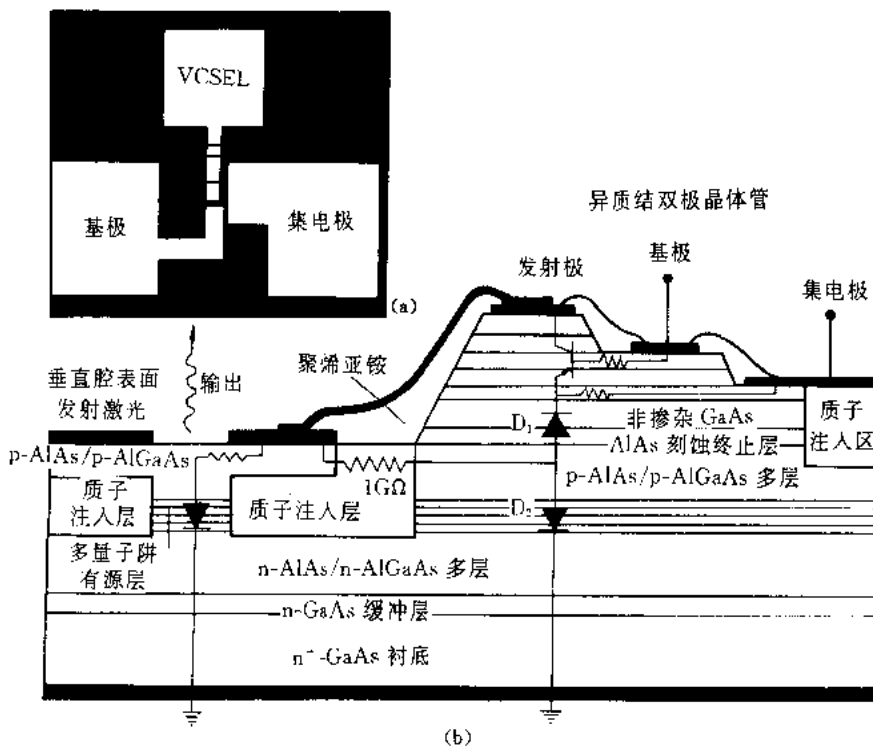 VCSEL
基极
集电极
(a)
异质结双极晶体管
发射极
基极
集电极
垂直腔表面
发射激光
输出
聚烯亚铵
p-AlAs/p-AlGaAs
D₁
非掺杂 GaAs
AlAs 刻蚀终止层
质子
注入区
p-AlAs/p-AlGaAs 多层
1GΩ
质子
注入层
质子注入层
D₂
多量子阱
有源层
n-AlAs/n-AlGaAs 多层
n-GaAs 缓冲层
n⁻-GaAs 衬底
(b)